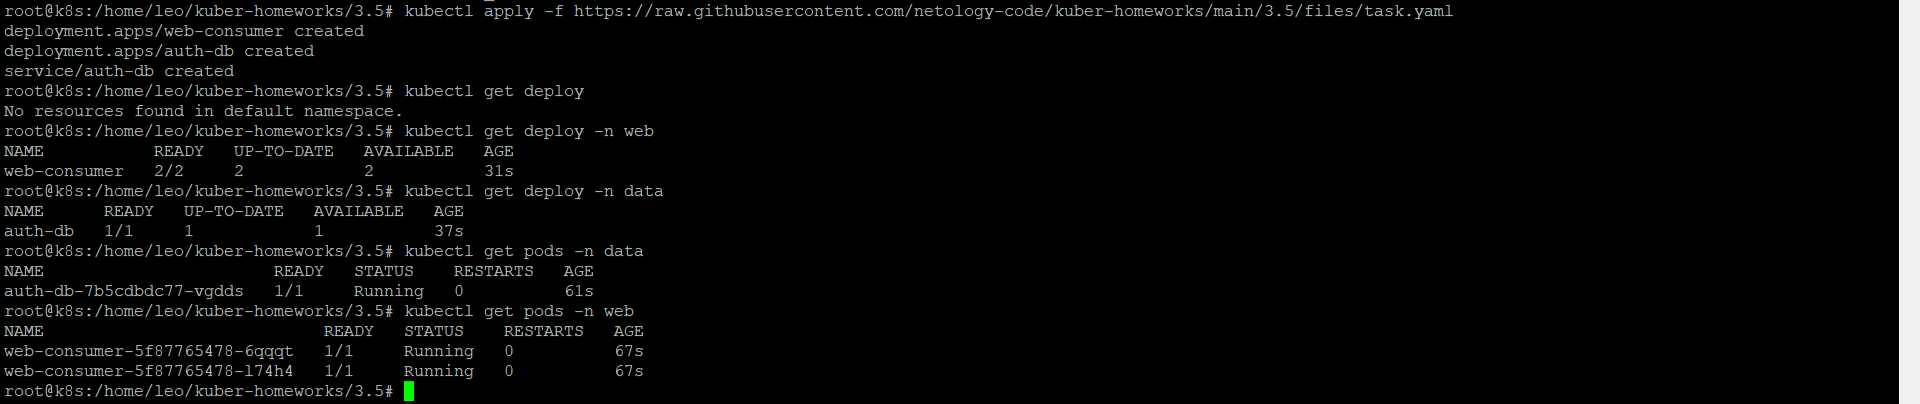 root@k8s:/home/leo/kuber-homeworks/3.5# kubectl apply -f https://raw.githubusercontent.com/netology-code/kuber-homeworks/main/3.5/files/task.yaml
deployment.apps/web-consumer created
deployment.apps/auth-db created
service/auth-db created
root@k8s:/home/leo/kuber-homeworks/3.5# kubectl get deploy
No resources found in default namespace.
root@k8s:/home/leo/kuber-homeworks/3.5# kubectl get deploy -n web
NAME           READY   UP-TO-DATE   AVAILABLE   AGE
web-consumer   2/2     2            2           31s
root@k8s:/home/leo/kuber-homeworks/3.5# kubectl get deploy -n data
NAME      READY   UP-TO-DATE   AVAILABLE   AGE
auth-db   1/1     1            1           37s
root@k8s:/home/leo/kuber-homeworks/3.5# kubectl get pods -n data
NAME                       READY   STATUS    RESTARTS   AGE
auth-db-7b5cdbdc77-vgdds   1/1     Running   0          61s
root@k8s:/home/leo/kuber-homeworks/3.5# kubectl get pods -n web
NAME                            READY   STATUS    RESTARTS   AGE
web-consumer-5f87765478-6qqqt   1/1     Running   0          67s
web-consumer-5f87765478-l74h4   1/1     Running   0          67s
root@k8s:/home/leo/kuber-homeworks/3.5#